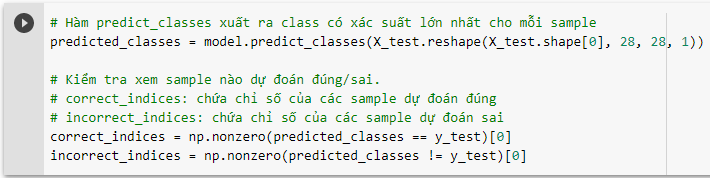 # Hàm predict_classes xuất ra class có xác suất lớn nhất cho mỗi sample
predicted_classes = model.predict_classes(X_test.reshape(X_test.shape[0], 28, 28, 1))
# Kiểm tra xem sample nào dự đoán đúng/sai.
# correct_indices: chứa chỉ số của các sample dự đoán đúng
# incorrect_indices: chứa chỉ số của các sample dự đoán sai
correct_indices = np.nonzero(predicted_classes == y_test)[0]
incorrect_indices = np.nonzero(predicted_classes != y_test)[0]